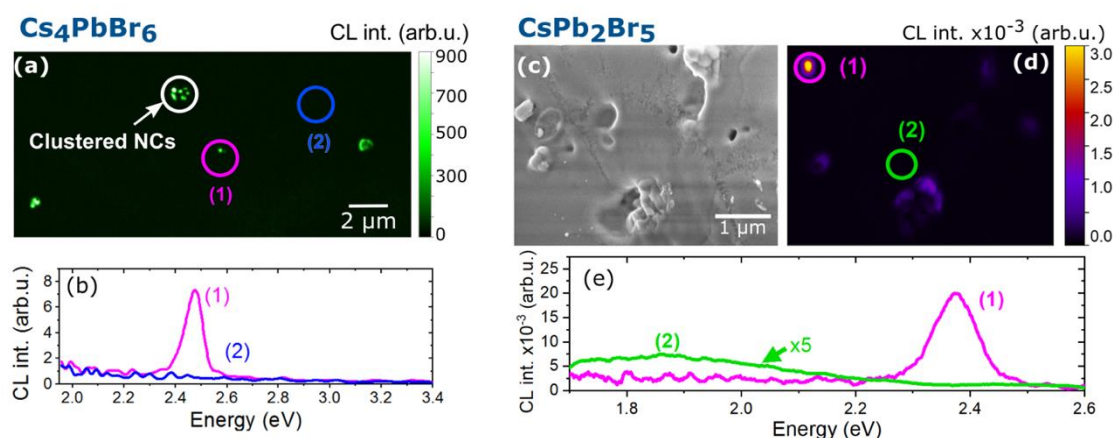 Cs₄PbBr₆
CsPb₂Br₅
CL int. (arb.u.)
(a)
Clustered NCs
(1)
(2)
2 µm
900
700
500
300
0
CL int. x10⁻³ (arb.u.)
(c)
1 µm
(d)
(1)
(2)
3.0
2.5
2.0
1.5
1.0
0.0
(b)
(1)
(2)
CL int. (arb.u.)
8
6
4
2
0
2.0 2.2 2.4 2.6 2.8 3.0 3.2 3.4
Energy (eV)
(e)
(2)
x5
(1)
CL int. x10⁻³ (arb.u.)
25
20
15
10
5
0
1.8 2.0 2.2 2.4 2.6
Energy (eV)